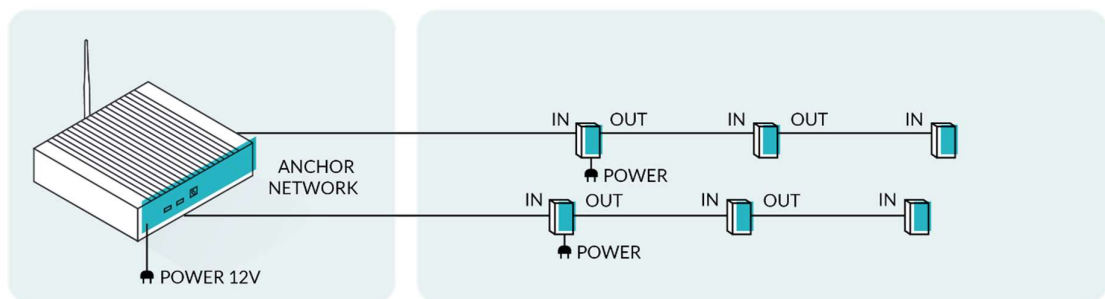 IN OUT IN OUT IN
ANCHOR
NETWORK
POWER
IN OUT IN OUT IN
POWER
POWER 12V